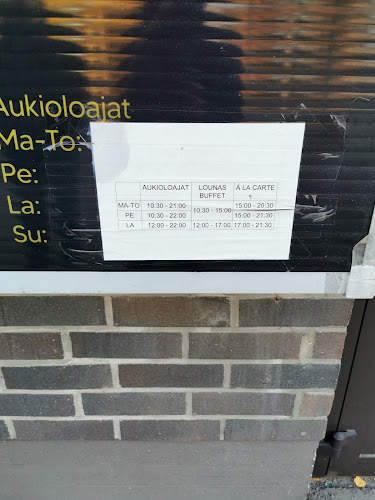 Aukioloajat
Ma-To:
Pe:
La:
Su:
AUKIOLOAJAT LOUNAS BUFFET Á LA CARTE
MA-TO 10:30 - 21:00 10:30 - 15:00 15:00 - 20:30
PE 10:30 - 22:00 15:00 - 21:30
LA 12:00 - 22:00 12:00 - 17:00 17:00 - 21:30